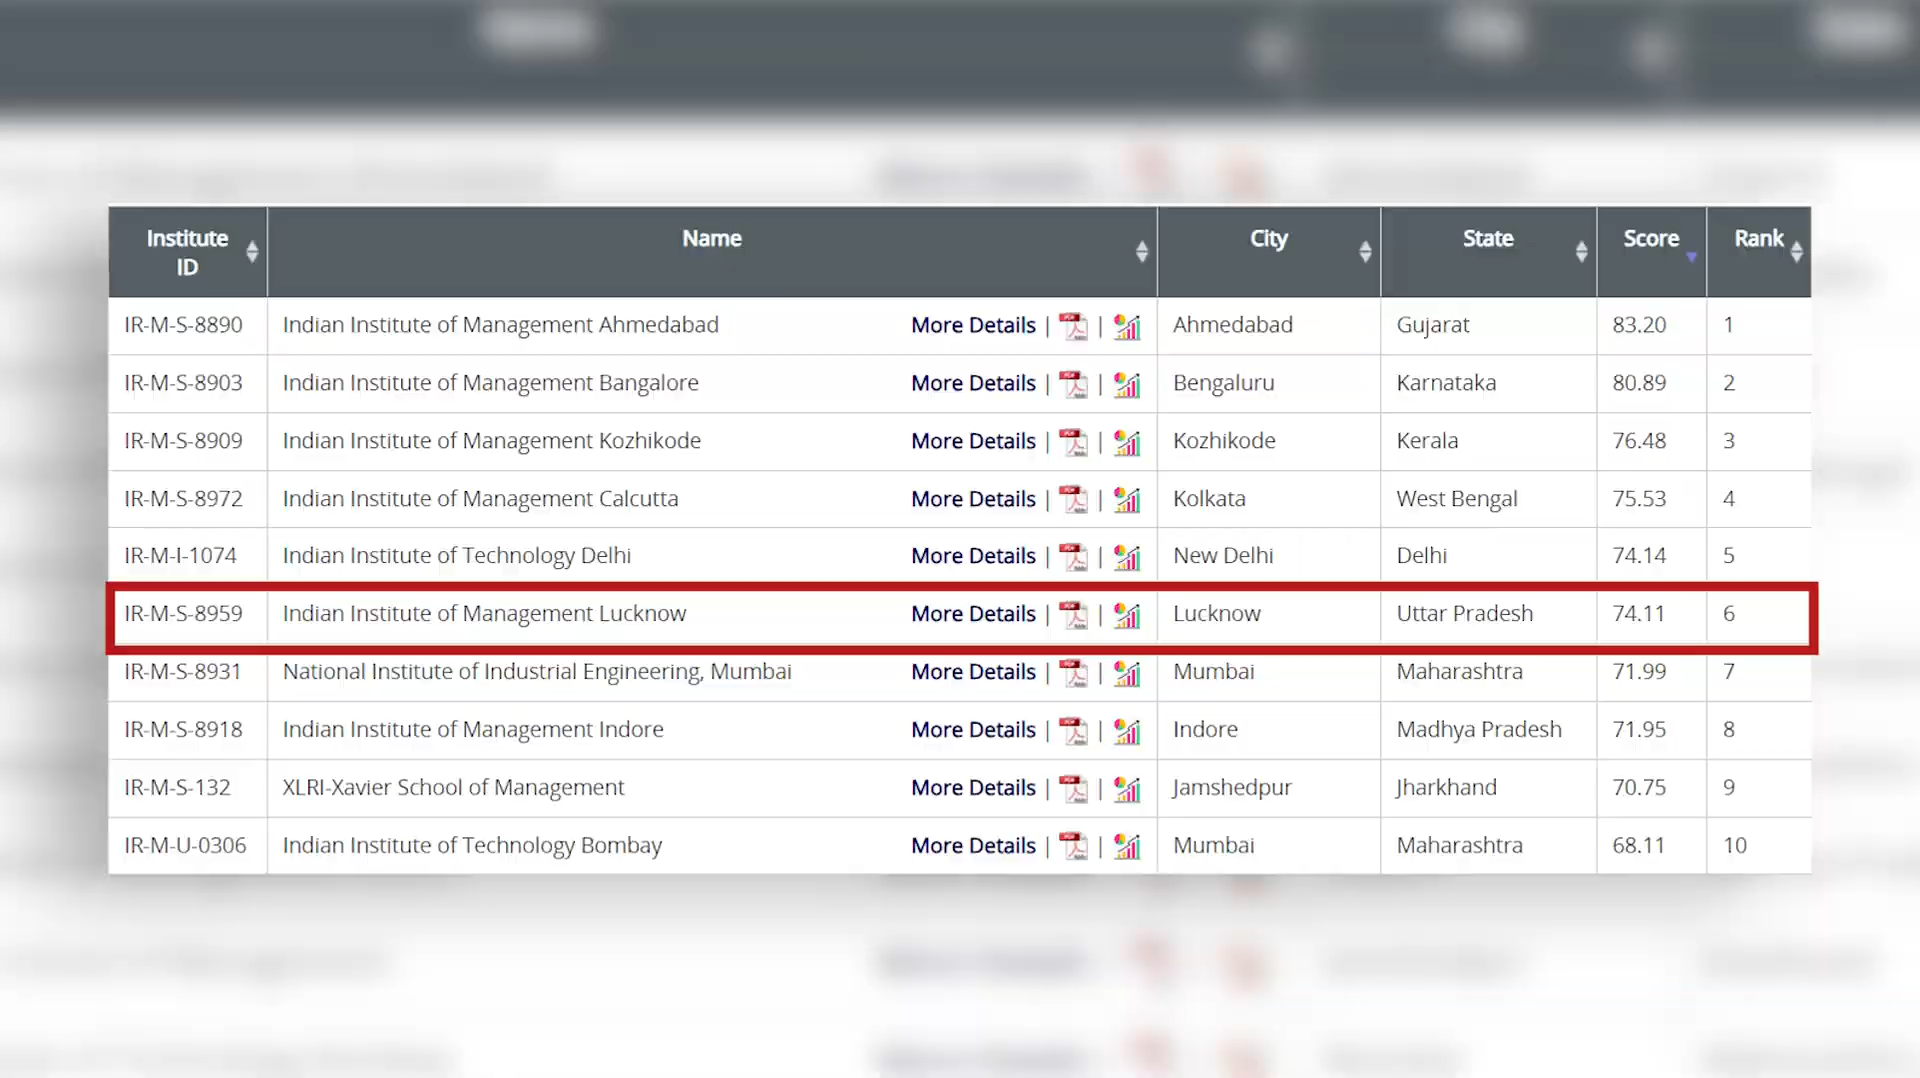 Institute ID Name City State Score Rank
IR-M-S-8890 Indian Institute of Management Ahmedabad More Details | | Ahmedabad Gujarat 83.20 1
IR-M-S-8903 Indian Institute of Management Bangalore More Details | | Bengaluru Karnataka 80.89 2
IR-M-S-8909 Indian Institute of Management Kozhikode More Details | | Kozhikode Kerala 76.48 3
IR-M-S-8972 Indian Institute of Management Calcutta More Details | | Kolkata West Bengal 75.53 4
IR-M-I-1074 Indian Institute of Technology Delhi More Details | | New Delhi Delhi 74.14 5
IR-M-S-8959 Indian Institute of Management Lucknow More Details | | Lucknow Uttar Pradesh 74.11 6
IR-M-S-8931 National Institute of Industrial Engineering, Mumbai More Details | | Mumbai Maharashtra 71.99 7
IR-M-S-8918 Indian Institute of Management Indore More Details | | Indore Madhya Pradesh 71.95 8
IR-M-S-132 XLRI-Xavier School of Management More Details | | Jamshedpur Jharkhand 70.75 9
IR-M-U-0306 Indian Institute of Technology Bombay More Details | | Mumbai Maharashtra 68.11 10